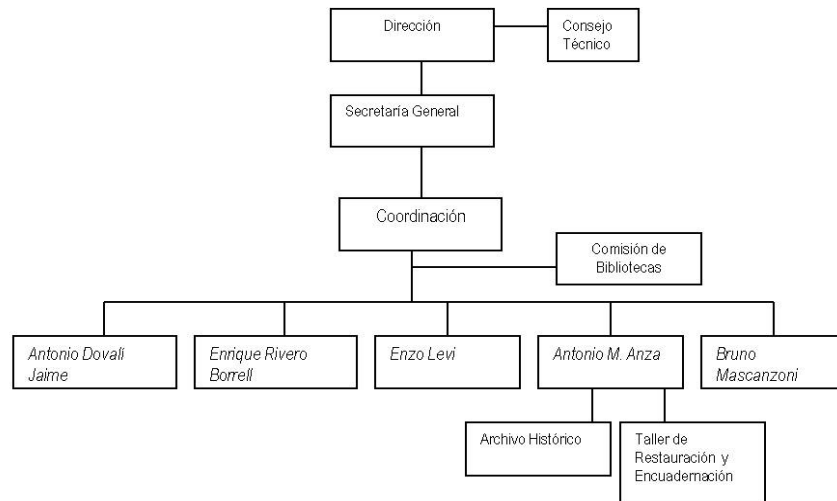 Dirección
Consejo
Técnico
Secretaría General
Coordinación
Comisión de
Bibliotecas
Antonio Dovalí
Jaime
Enrique Rivero
Borrell
Enzo Levi
Antonio M. Anza
Bruno
Mascanzoni
Archivo Histórico
Taller de
Restauración y
Encuadernación